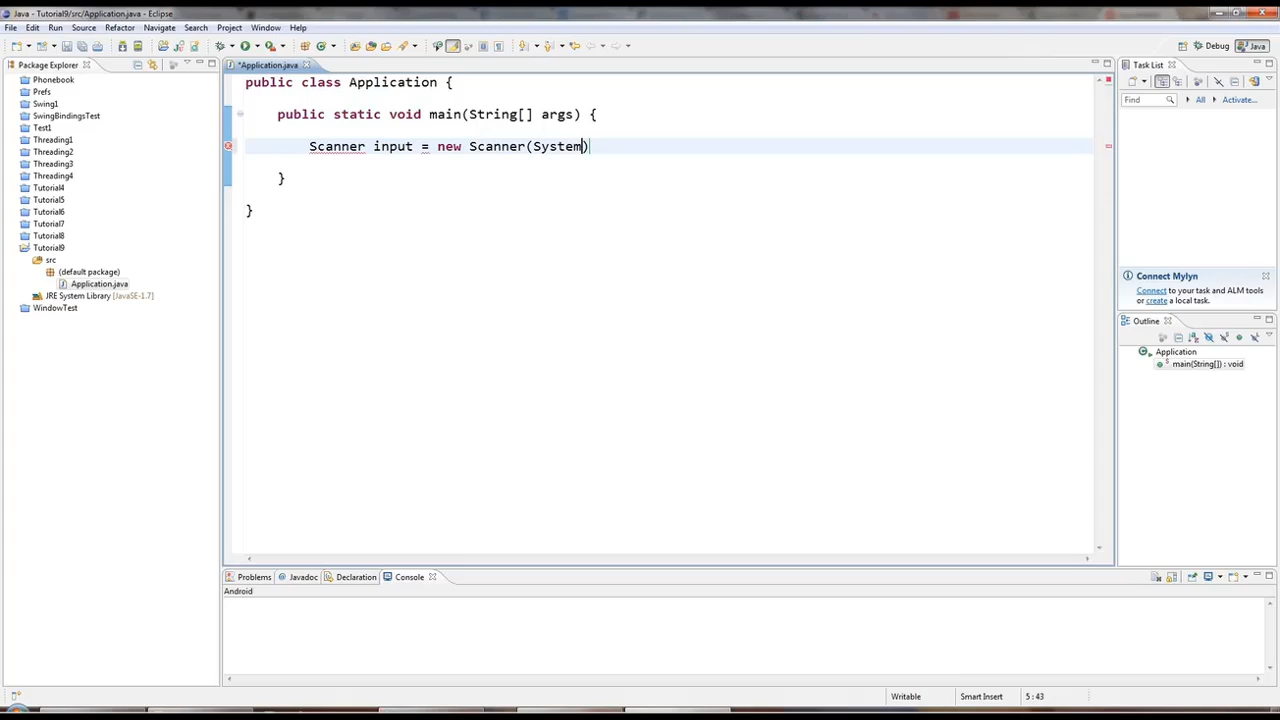 Java - Tutorial9/src/Application.java - Eclipse
File Edit Run Source Refactor Navigate Search Project Window Help
Debug Java
Package Explorer
Phonebook
Prefs
Swing1
SwingBindingsTest
Test1
Threading1
Threading2
Threading3
Threading4
Tutorial4
Tutorial5
Tutorial6
Tutorial7
Tutorial8
Tutorial9
src
(default package)
Application.java
JRE System Library [JavaSE-1.7]
WindowTest
*Application.java
public class Application {
public static void main(String[] args) {
Scanner input = new Scanner(System)
}
}
Task List
Find All Activate...
Connect Mylyn
Connect to your task and ALM tools
or create a local task.
Outline
Application
main(String[]) : void
Problems Javadoc Declaration Console
Android
Writable Smart Insert 5 : 43